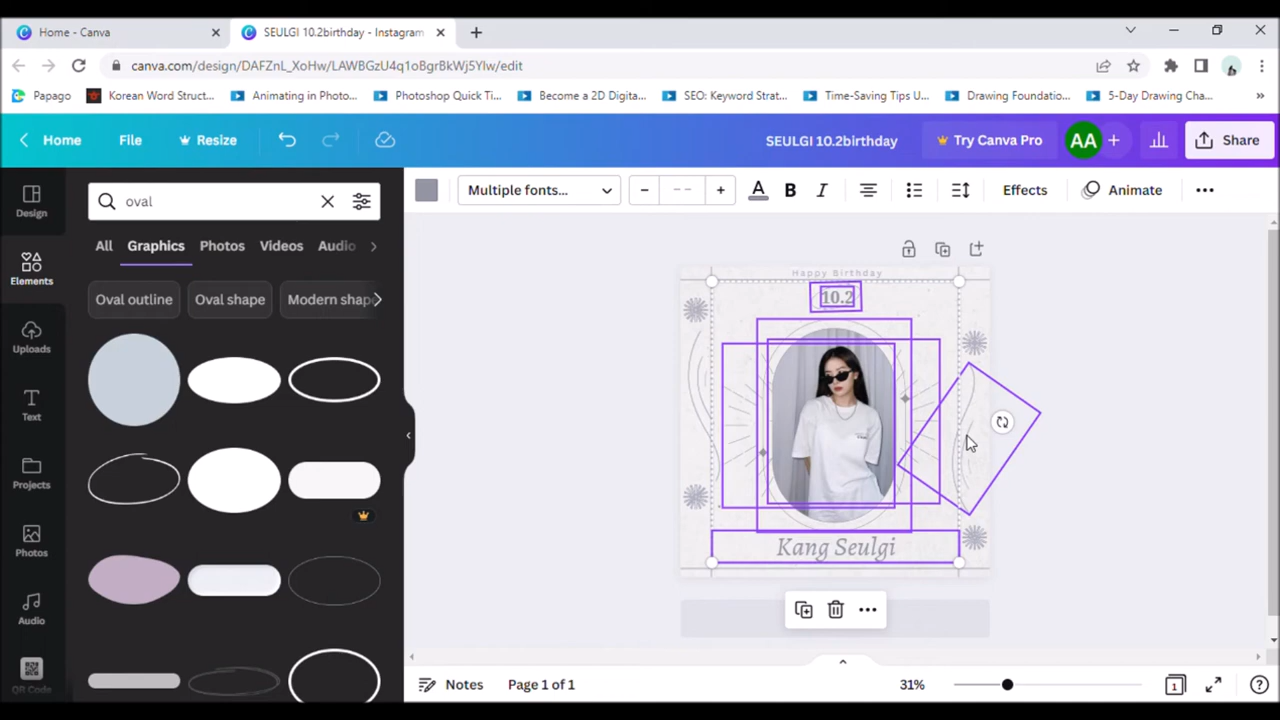 Home - Canva
SEULGI 10.2birthday - Instagram
canva.com/design/DAFZnL_XoHw/LAWBGzU4q1oBgrBkWj5Ylw/edit
Papago
Korean Word Struct...
Animating in Photo...
Photoshop Quick Ti...
Become a 2D Digita...
SEO: Keyword Strat...
Time-Saving Tips U...
Drawing Foundatio...
5-Day Drawing Cha...
Home
File
Resize
SEULGI 10.2birthday
Try Canva Pro
AA
Share
Design
Elements
Uploads
Text
Projects
Photos
Audio
QR Code
oval
All
Graphics
Photos
Videos
Audio
Oval outline
Oval shape
Modern shap
Multiple fonts...
- -
A
B
I
Effects
Animate
Happy Birthday
10.2
Kang Seulgi
Notes
Page 1 of 1
31%
1